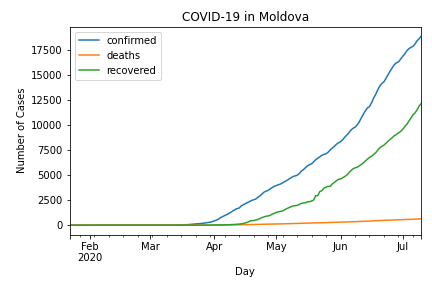 COVID-19 in Moldova
confirmed
deaths
recovered
Number of Cases
17500
15000
12500
10000
7500
5000
2500
0
Feb Mar Apr May Jun Jul
2020
Day